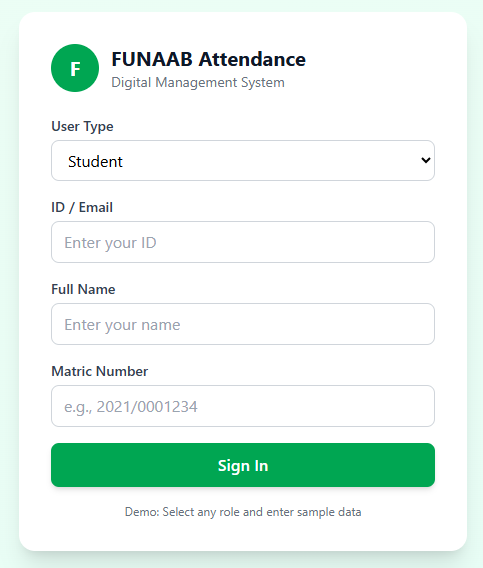 F
FUNAAB Attendance
Digital Management System
User Type
Student
ID / Email
Enter your ID
Full Name
Enter your name
Matric Number
e.g., 2021/0001234
Sign In
Demo: Select any role and enter sample data